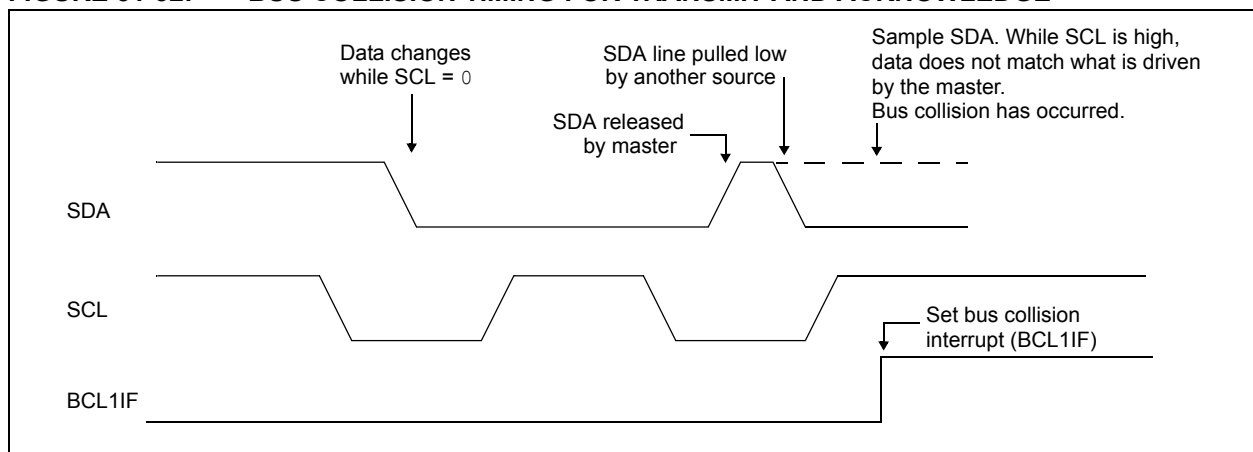 Data changes
while SCL = 0
SDA line pulled low
by another source
SDA released
by master
Sample SDA. While SCL is high,
data does not match what is driven
by the master.
Bus collision has occurred.
SDA
SCL
Set bus collision
interrupt (BCL1IF)
BCL1IF